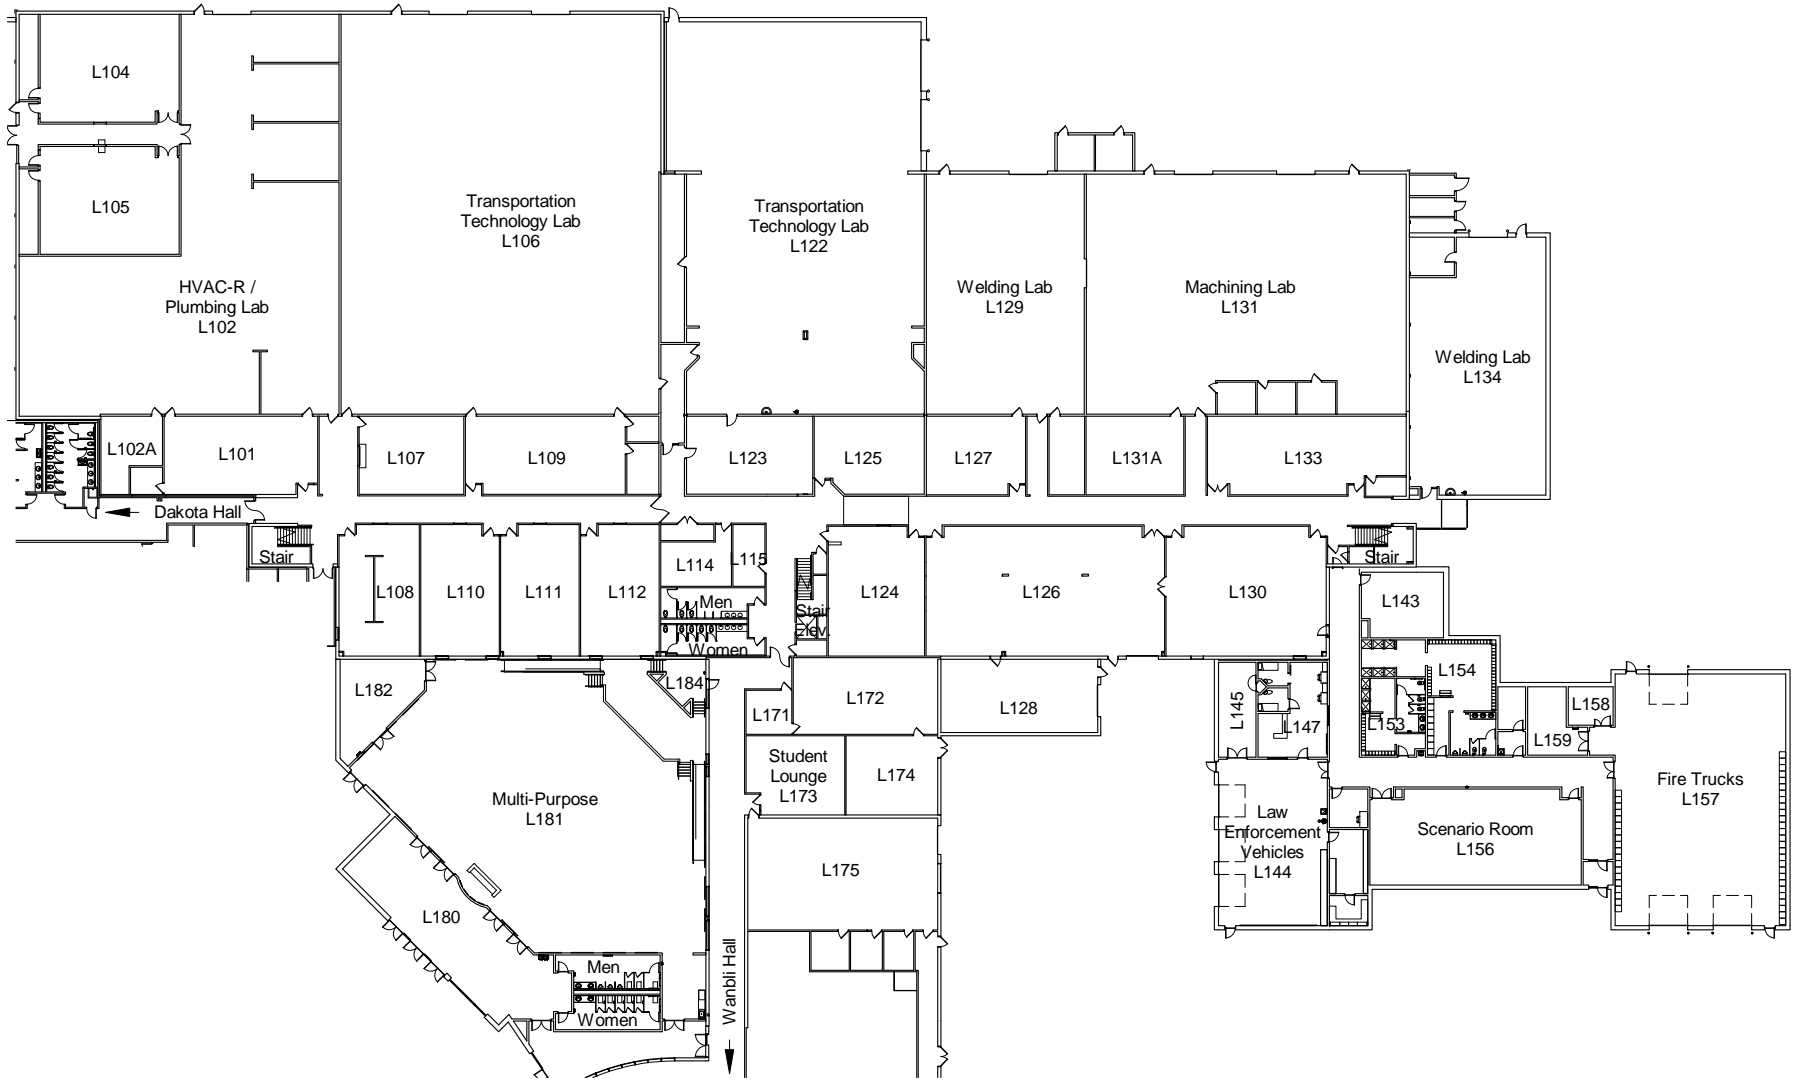 L104
L105
HVAC-R /
Plumbing Lab
L102
Transportation
Technology Lab
L106
Transportation
Technology Lab
L122
Welding Lab
L129
Machining Lab
L131
Welding Lab
L134
L102A
L101
L107
L109
L123
L125
L127
L131A
L133
Dakota Hall
Stair
L108
L110
L111
L112
L114
L115
Men
Women
Stair
Elev.
L124
L126
L130
Stair
L143
L182
L184
L171
L172
L128
L145
L147
L153
L154
L158
L159
Student
Lounge
L173
L174
Multi-Purpose
L181
Law
Enforcement
Vehicles
L144
Scenario Room
L156
Fire Trucks
L157
L175
L180
Men
Women
Wanbli Hall